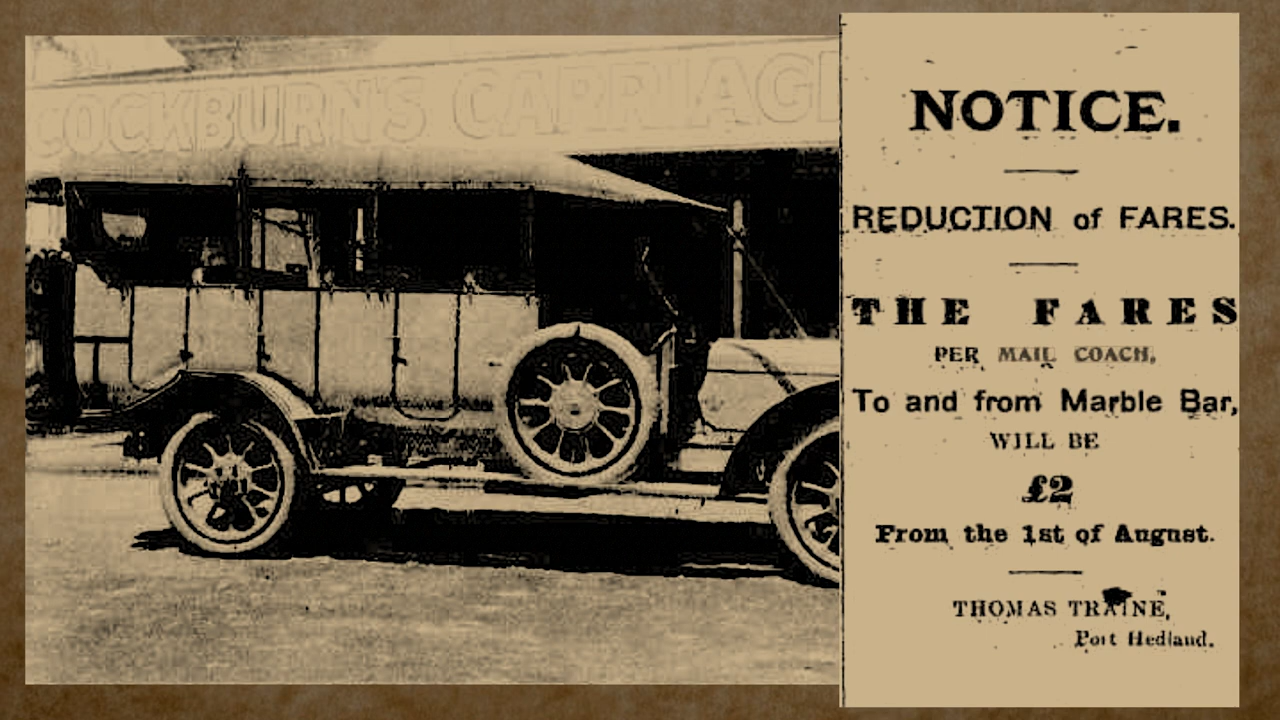 COCKBURN'S CARRIAGE
NOTICE.
REDUCTION of FARES.
THE FARES
PER MAIL COACH,
To and from Marble Bar,
WILL BE
£2
From the 1st of August.
THOMAS TRAINE,
Port Hedland.